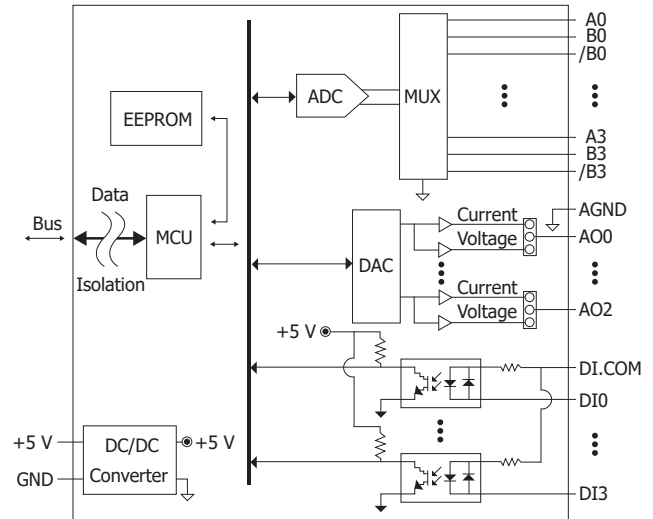 A0
B0
/B0
ADC
MUX
EEPROM
A3
B3
/B3
Data
Bus
MCU
Isolation
AGND
Current
Voltage
AO0
DAC
Current
Voltage
AO2
+5 V
DI.COM
DI0
+5 V
DC/DC
Converter
+5 V
GND
DI3